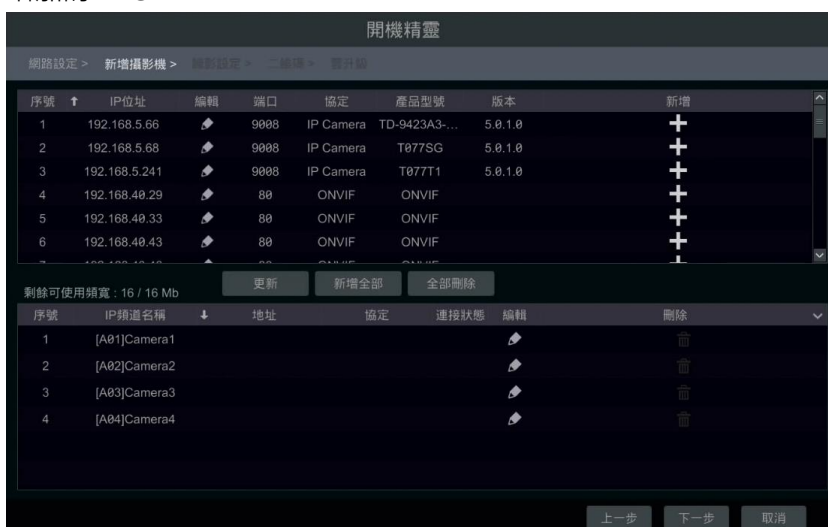 開機精靈
網路設定 > 新增攝影機 > 錄影設定 > 二維碼 >
序號 IP位址 編輯 端口 協定 產品型號 版本 新增
1 192.168.5.66 9008 IP Camera TD-9423A3-... 5.0.1.0
2 192.168.5.68 9008 IP Camera T077SG 5.0.1.0
3 192.168.5.241 9008 IP Camera T077T1 5.0.1.0
4 192.168.40.29 80 ONVIF ONVIF
5 192.168.40.33 80 ONVIF ONVIF
6 192.168.40.43 80 ONVIF ONVIF
剩餘可使用頻寬 : 16 / 16 Mb 更新 新增全部 全部刪除
序號 IP頻道名稱 地址 協定 連接狀態 編輯 刪除
1 [A01]Camera1
2 [A02]Camera2
3 [A03]Camera3
4 [A04]Camera4
上一步 下一步 取消